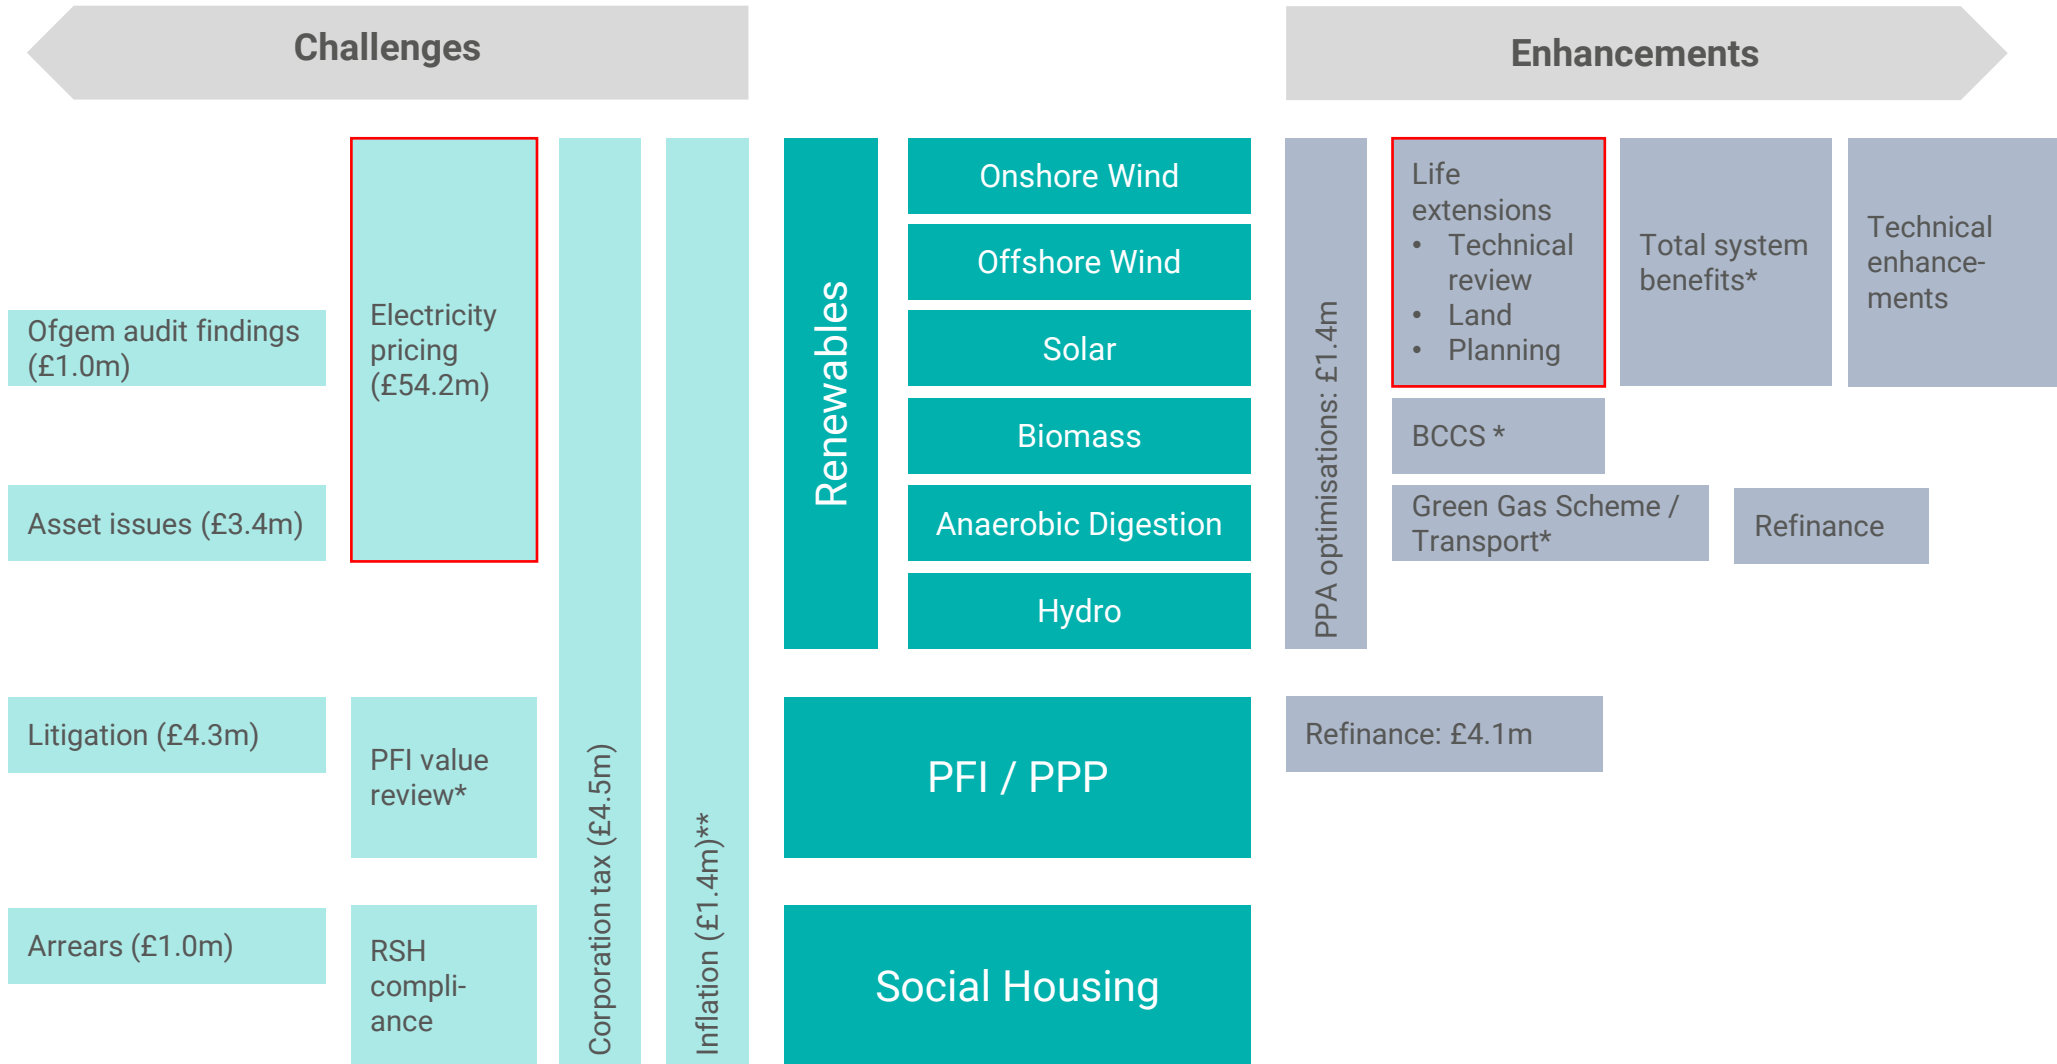 Challenges
Enhancements
Ofgem audit findings
(£1.0m)
Asset issues (£3.4m)
Litigation (£4.3m)
Arrears (£1.0m)
Electricity
pricing
(£54.2m)
PFI value
review*
RSH
compli-
ance
Corporation tax (£4.5m)
Inflation (£1.4m)**
Renewables
Onshore Wind
Offshore Wind
Solar
Biomass
Anaerobic Digestion
Hydro
PFI / PPP
Social Housing
PPA optimisations: £1.4m
Life
extensions
• Technical
review
• Land
• Planning
Total system
benefits*
Technical
enhance-
ments
BCCS *
Green Gas Scheme /
Transport*
Refinance
Refinance: £4.1m